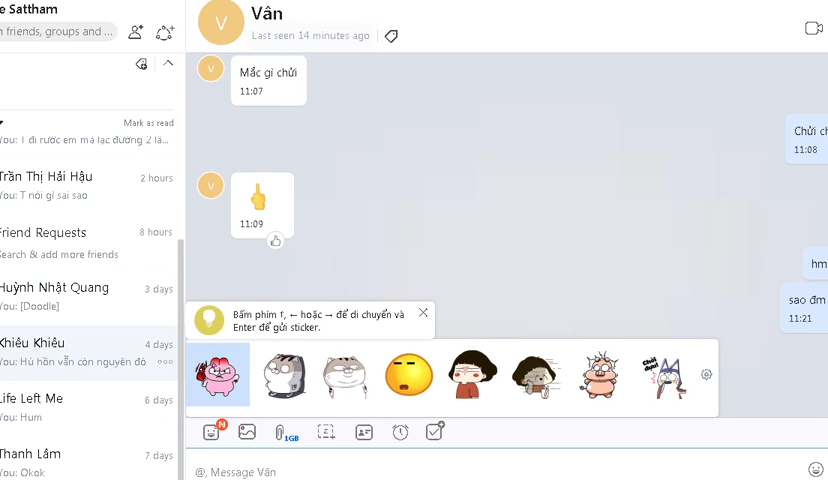 e Sattham
n friends, groups and ...
Mark as read
You: T đi rước em mà lạc đường 2 lầ...
Trần Thị Hải Hậu
2 hours
You: T nói gì sai sao
Friend Requests
8 hours
Search & add more friends
Huỳnh Nhật Quang
3 days
You: [Doodle]
Khiêu Khiêu
4 days
You: Hú hồn vẫn còn nguyên đó
Life Left Me
6 days
You: Hum
Thanh Lâm
7 days
You: Okok
V
Vân
Last seen 14 minutes ago
V
Mắc gì chửi
11:07
Chửi ch
11:08
V
11:09
hm
sao đm
11:21
Bấm phím ↑, ← hoặc → để di chuyển và
Enter để gửi sticker.
N
1GB
@, Message Vân